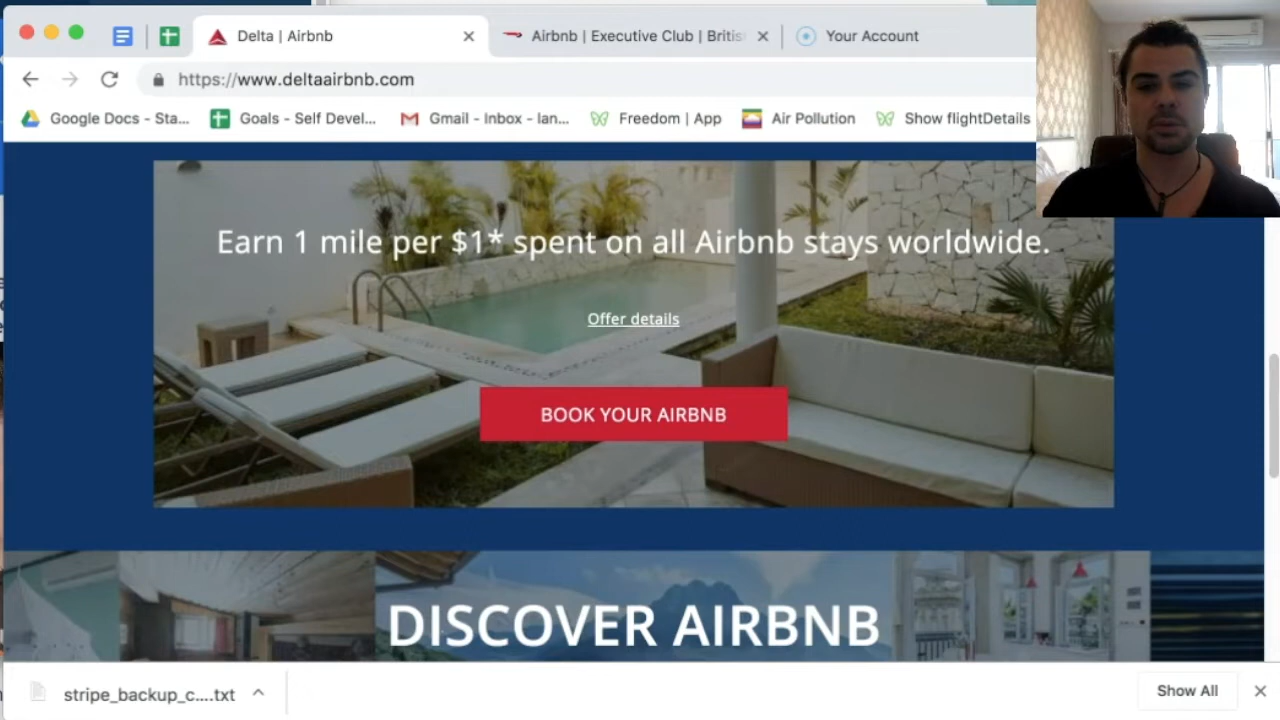 Delta | Airbnb
Airbnb | Executive Club | Britis
Your Account
https://www.deltaairbnb.com
Google Docs - Sta...
Goals - Self Devel...
Gmail - Inbox - Ian...
Freedom | App
Air Pollution
Show flightDetails
Earn 1 mile per $1* spent on all Airbnb stays worldwide.
Offer details
BOOK YOUR AIRBNB
DISCOVER AIRBNB
stripe_backup_c....txt
Show All